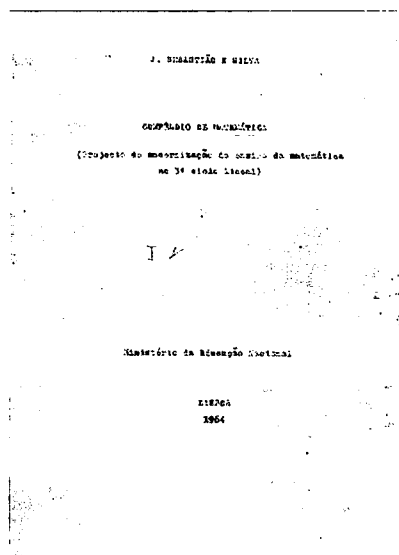 J. SEBASTIÃO E SILVA
COMPÊNDIO DE MATEMÁTICA
(Projecto de modernização do ensino da matemática
no 3º ciclo liceal)
I
Ministério da Educação Nacional
LISBOA
1964